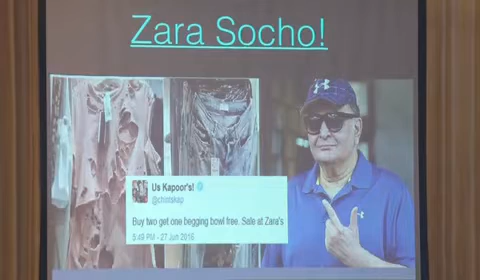 Zara Socho!
Us Kapoor's!
@chintskap
Buy two get one begging bowl free. Sale at Zara's
5:49 PM - 27 Jun 2016